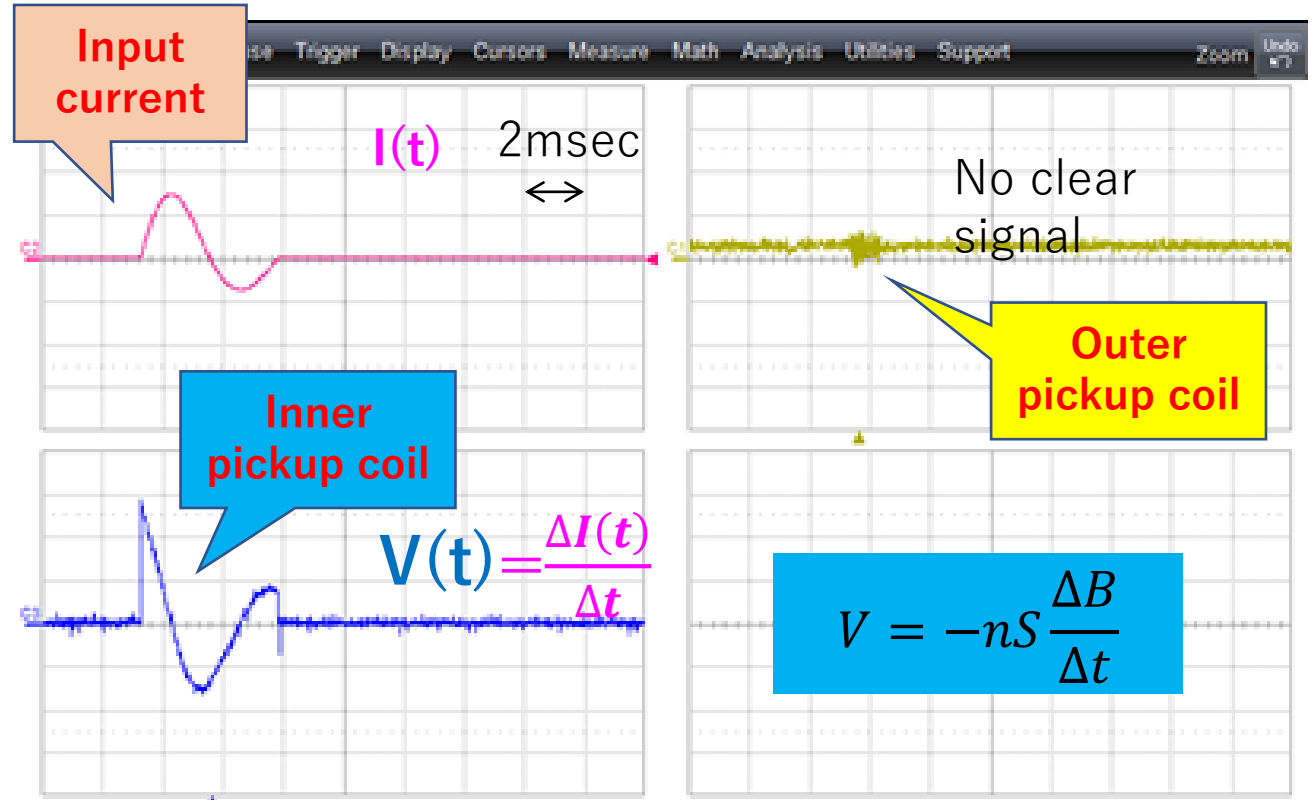 Input
current
Trigger Display Cursors Measure Math Analysis Utilities Support
Zoom Undo
I(t)
2msec
No clear
signal
Outer
pickup coil
Inner
pickup coil
V(t)=ΔI(t)/Δt
V = −nS ΔB/Δt